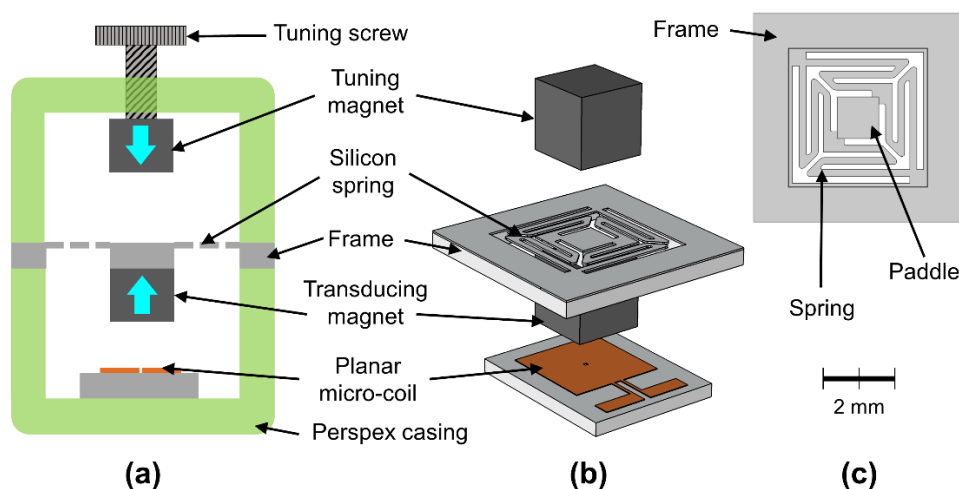 Tuning screw
Tuning
magnet
Silicon
spring
Frame
Transducing
magnet
Planar
micro-coil
Perspex casing
Frame
Paddle
Spring
2 mm
(a)
(b)
(c)